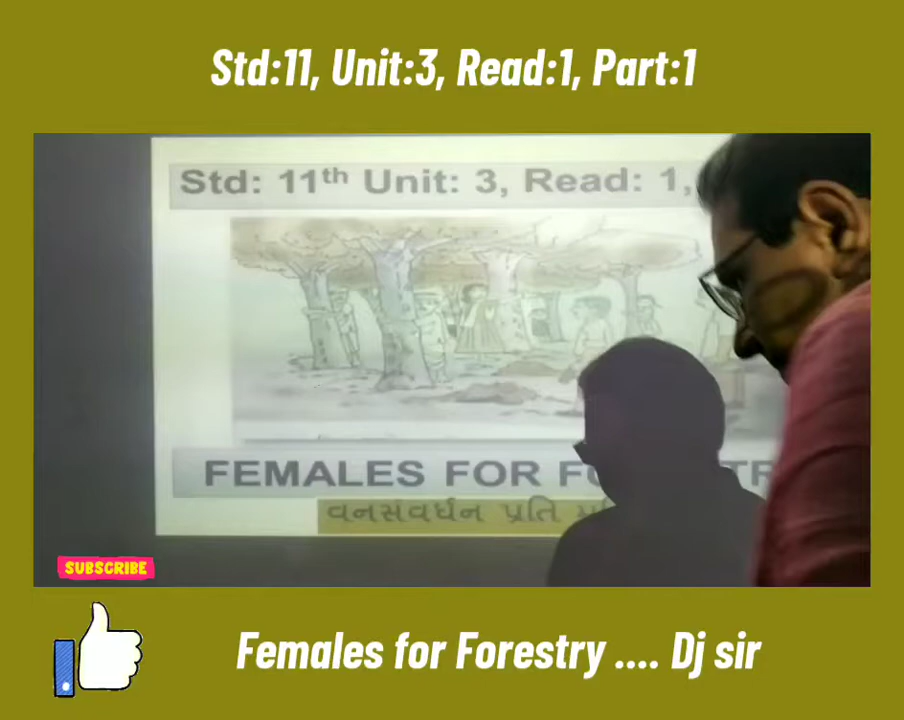 Std:11, Unit:3, Read:1, Part:1
Std: 11th Unit: 3, Read: 1,
FEMALES FOR
વનસંવર્ધન પ્રતિ
SUBSCRIBE
Females for Forestry .... Dj sir